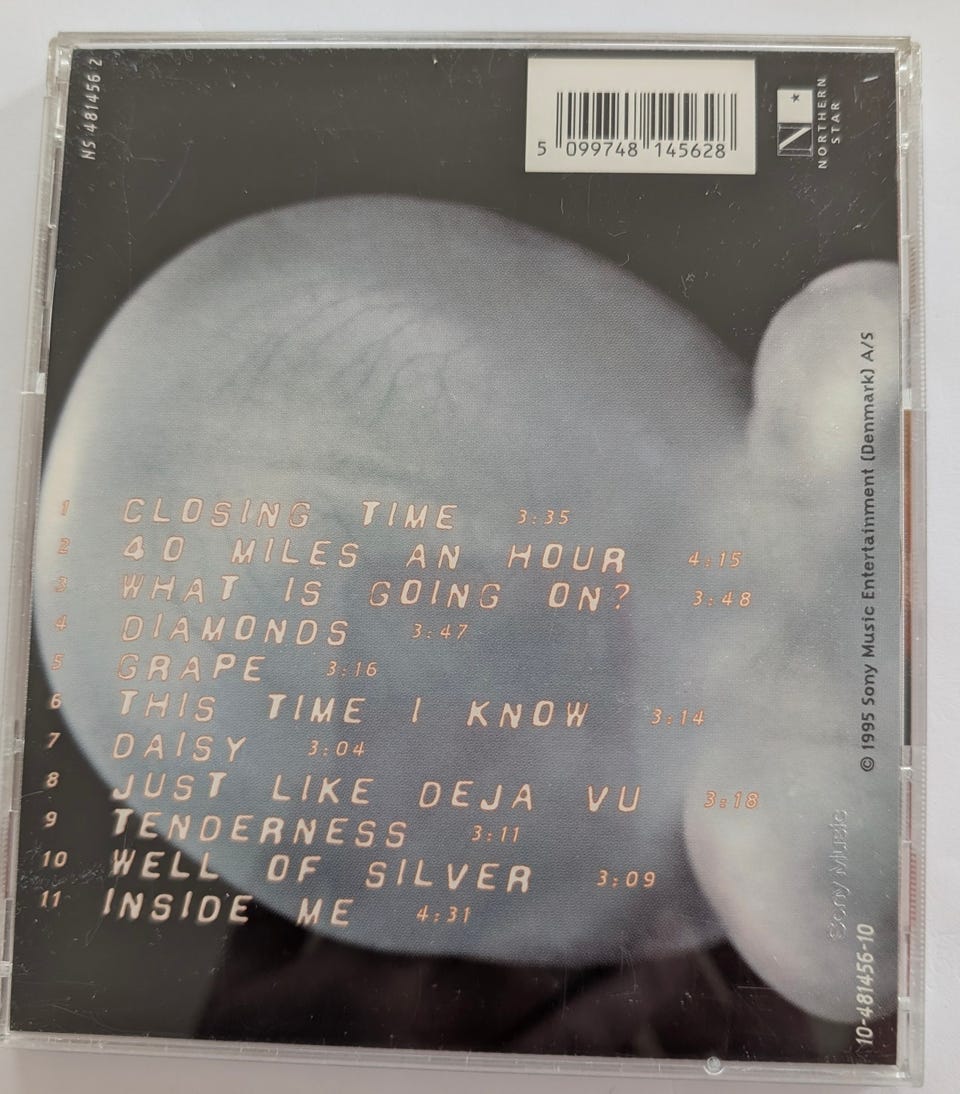 NS 481456 2
5 099748 145628
N
NORTHERN
STAR
1 CLOSING TIME 3:35
2 40 MILES AN HOUR 4:15
3 WHAT IS GOING ON? 3:48
4 DIAMONDS 3:47
5 GRAPE 3:16
6 THIS TIME I KNOW 3:14
7 DAISY 3:04
8 JUST LIKE DEJA VU 3:18
9 TENDERNESS 3:11
10 WELL OF SILVER 3:09
11 INSIDE ME 4:31
© 1995 Sony Music Entertainment (Denmark) A/S
Sony Music
10-481456-10